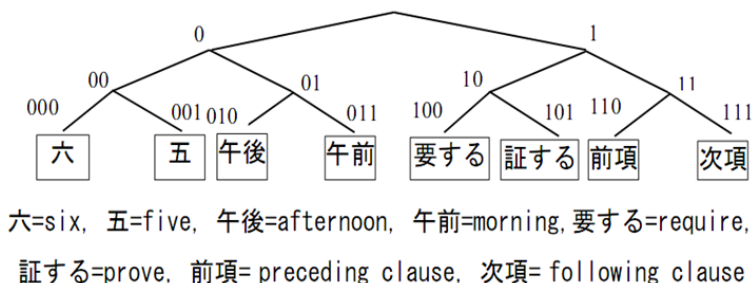 0 1
00 01 10 11
000 001 010 011 100 101 110 111
六 五 午後 午前 要する 証する 前項 次項
六=six, 五=five, 午後=afternoon, 午前=morning, 要する=require,
証する=prove, 前項= preceding clause, 次項= following clause